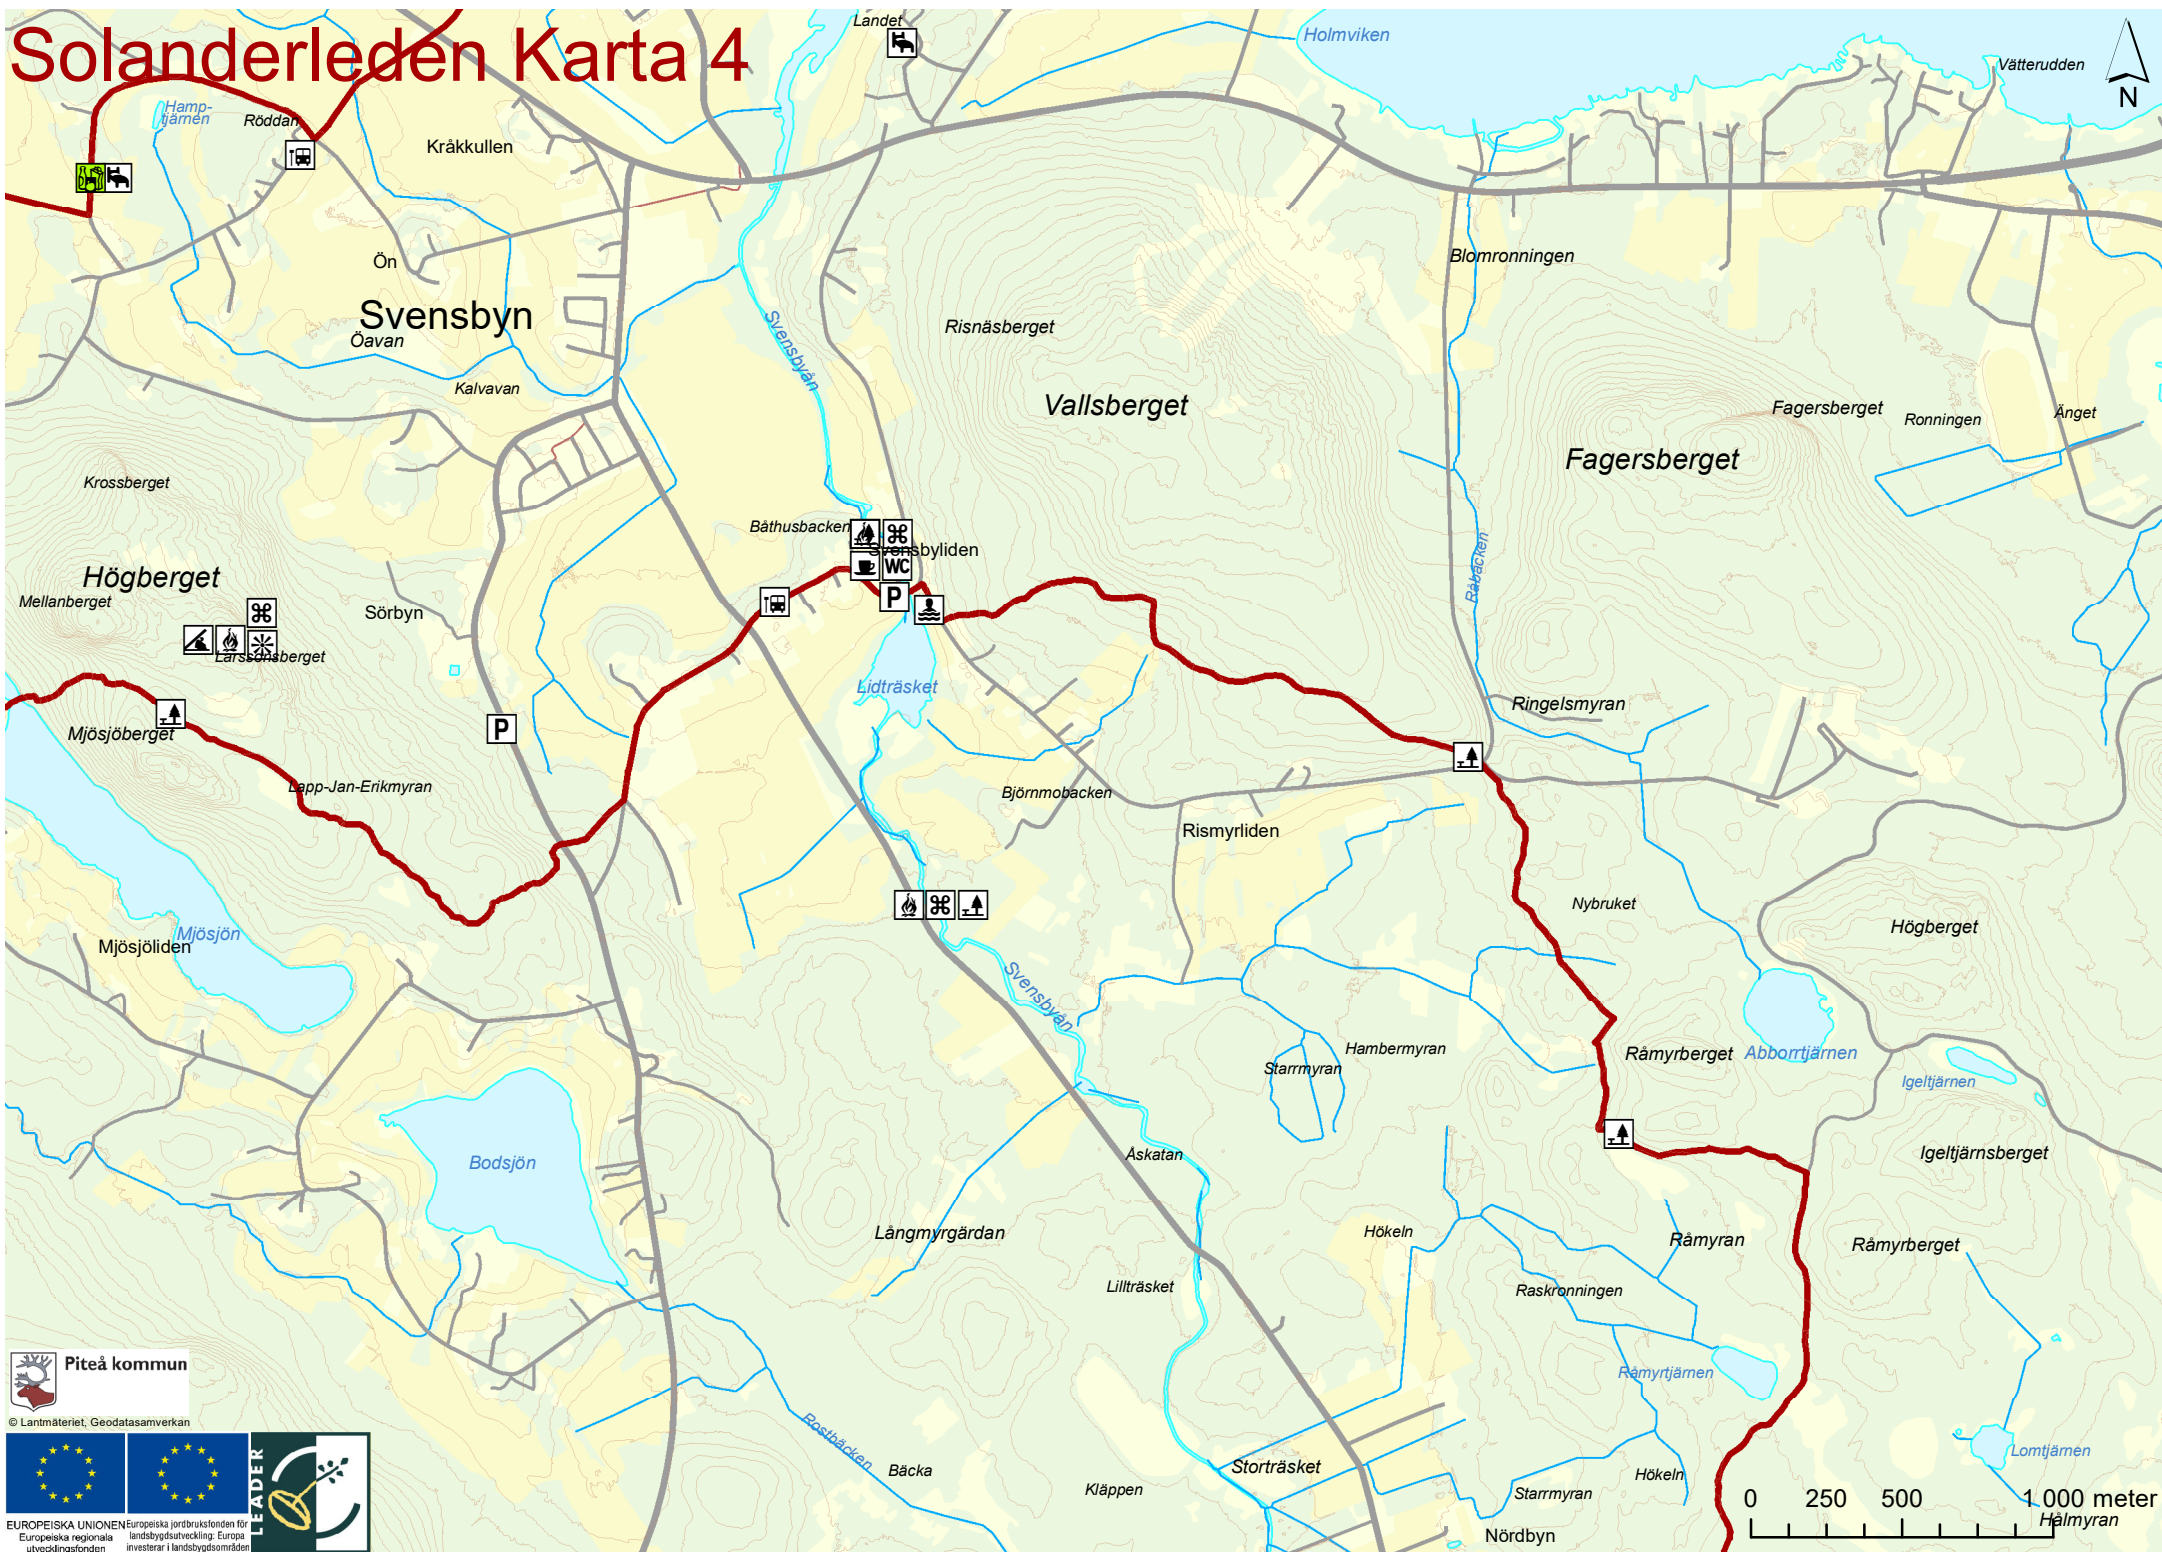 Solanderleden Karta 4
Landet
Holmviken
Vätterudden
N
Hamp-
tjärnen
Röddan
Kråkkullen
Ön
Svensbyn
Öavan
Kalvavan
Svensbyån
Risnäsberget
Vallsberget
Blomronningen
Fagersberget
Ronningen
Änget
Fagersberget
Krossberget
Högberget
Mellanberget
Sörbyn
Larssonsberget
Båthusbacken
Svensbyliden
WC
P
Råbäcken
Lidträsket
Mjösjöberget
P
Ringelsmyran
Lapp-Jan-Erikmyran
Björnmobacken
Rismyrliden
Nybruket
Högberget
Mjösjön
Mjösjöliden
Svensbyån
Hambermyran
Starrmyran
Råmyrberget
Abborrtjärnen
Igeltjärnen
Igeltjärnsberget
Bodsjön
Åskatan
Långmyrgärdan
Hökeln
Råmyran
Råmyrberget
Lillträsket
Raskronningen
Råmyrtjärnen
Piteå kommun
© Lantmäteriet, Geodatasamverkan
Rostbäcken
Bäcka
Kläppen
Storträsket
Hökeln
Starrmyran
Lomtjärnen
Nördbyn
0 250 500 1 000 meter
Hålmyran
LEADER
EUROPEISKA UNIONEN
Europeiska regionala
utvecklingsfonden
Europeiska jordbruksfonden för
landsbygdsutveckling: Europa
investerar i landsbygdsområden